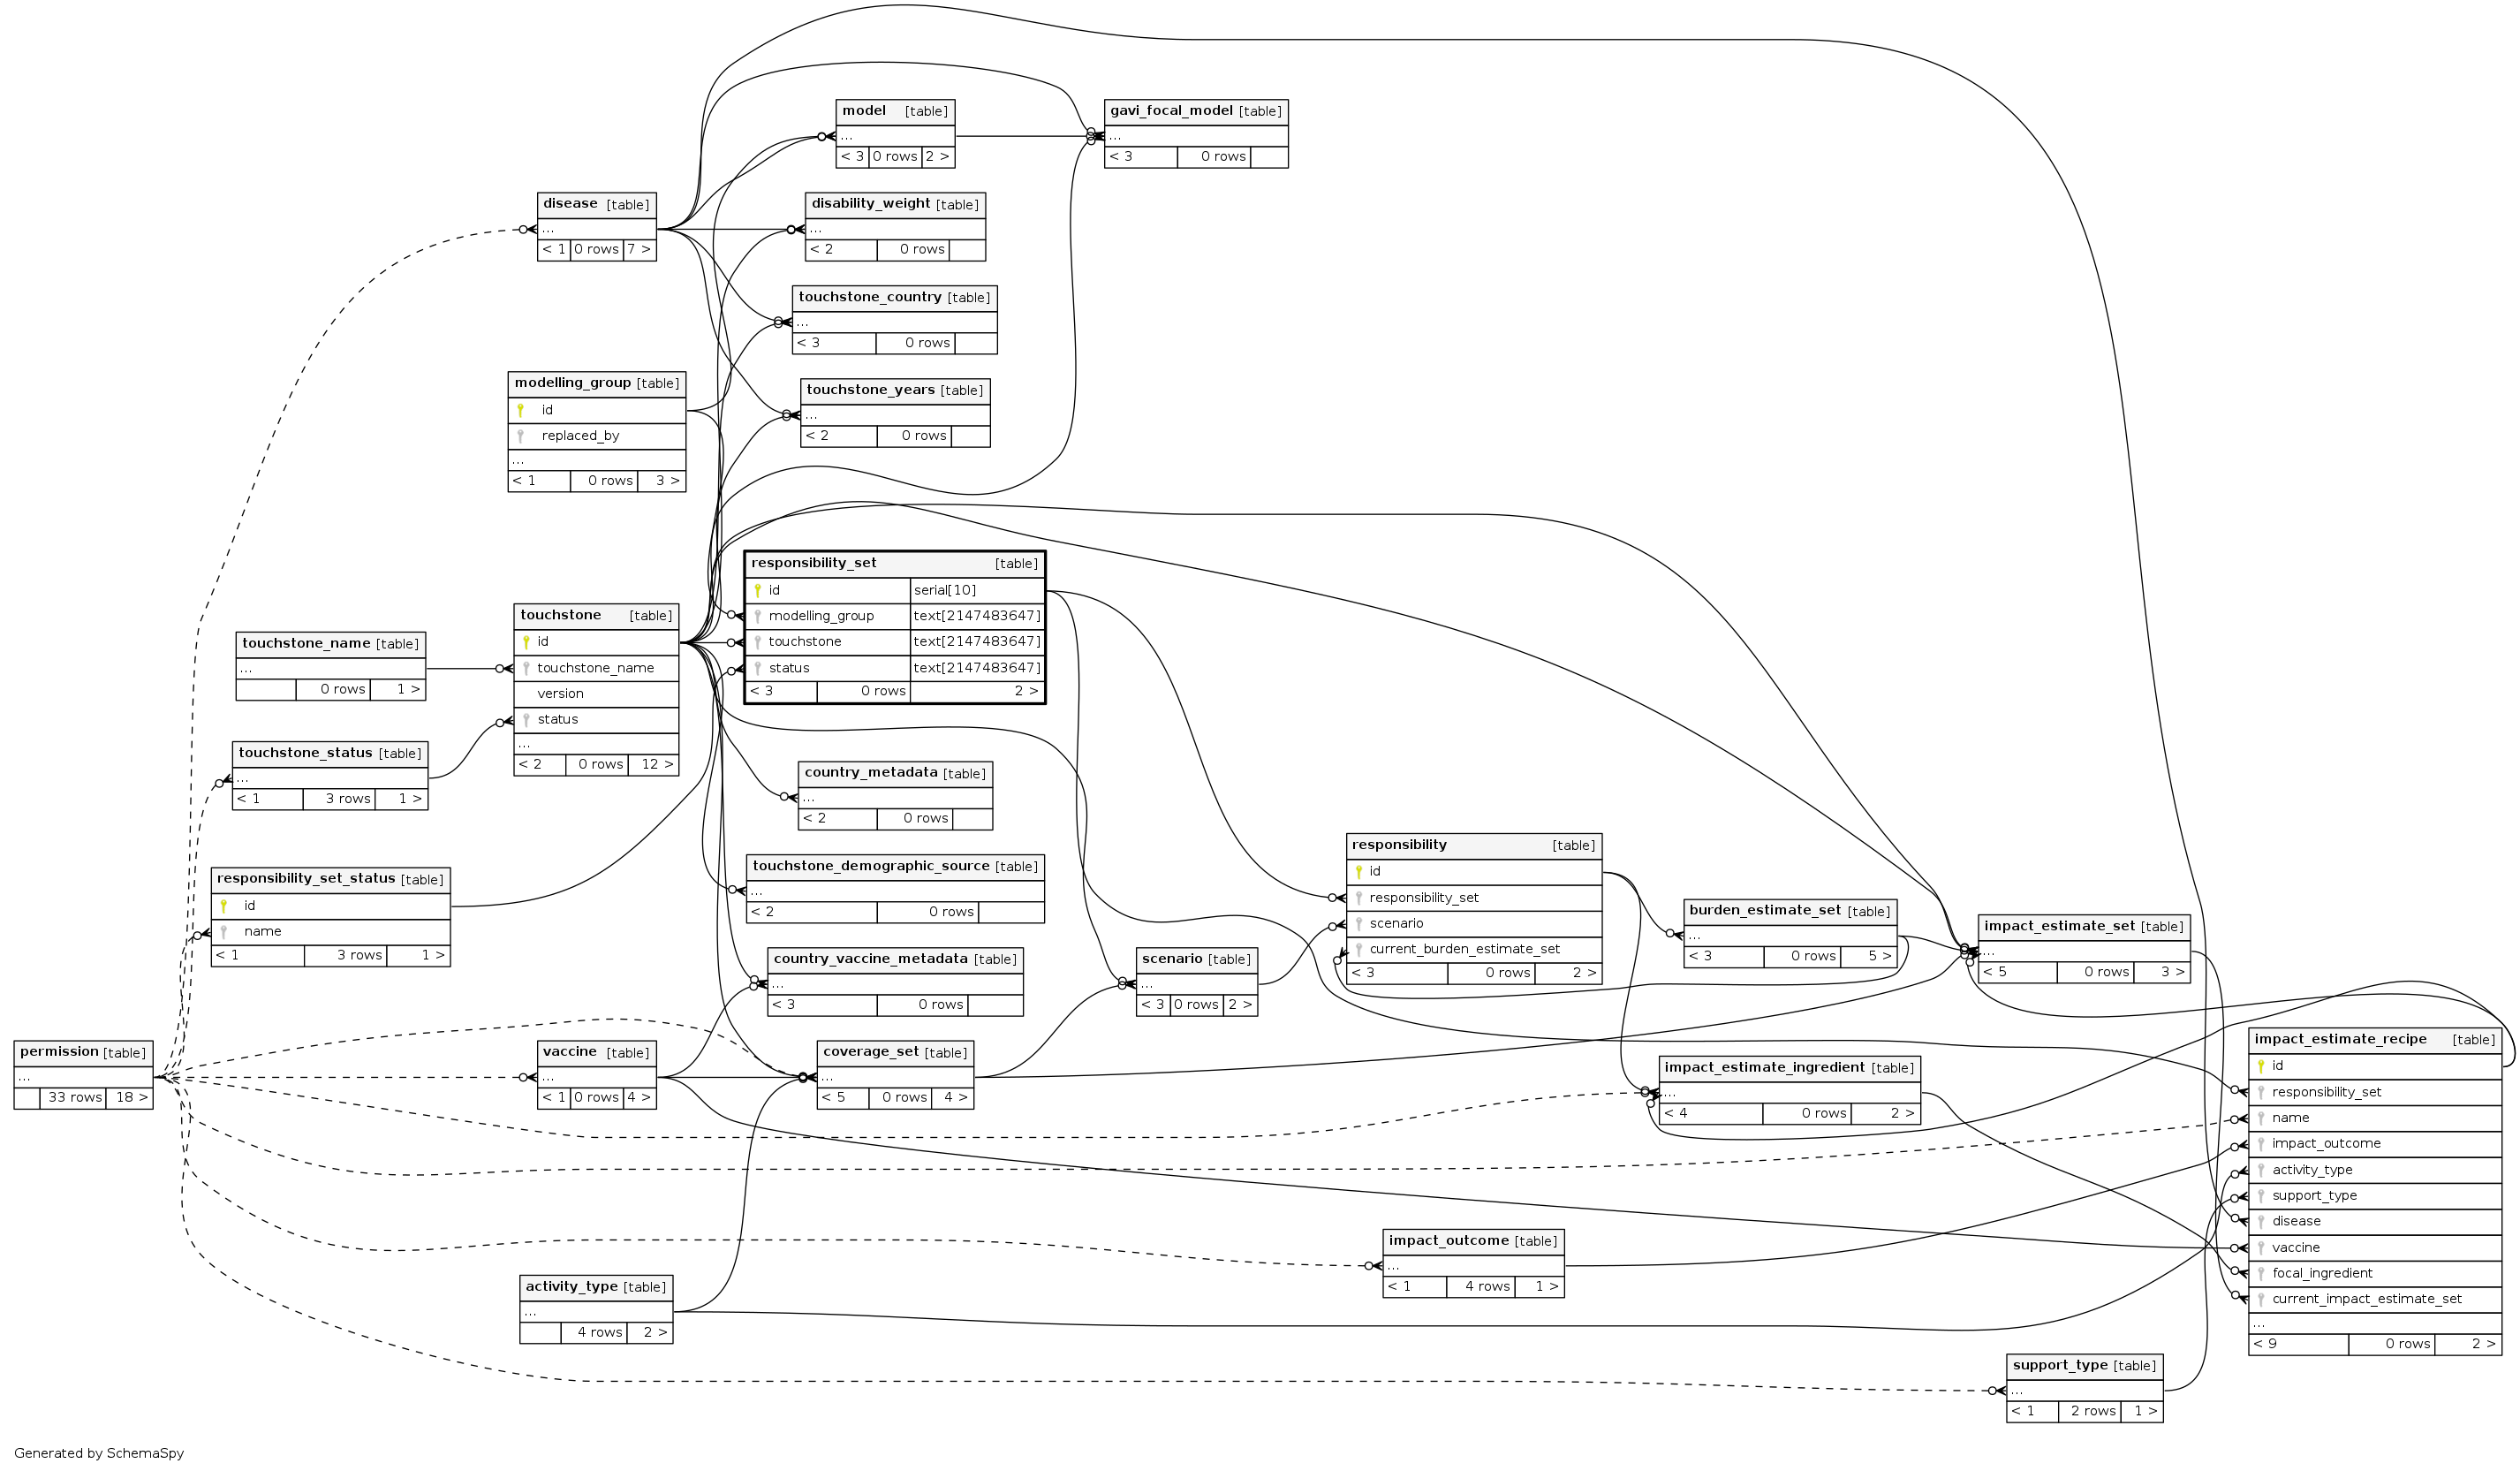 model [table]
...
< 3 0 rows 2 >
gavi_focal_model [table]
...
< 3 0 rows
disease [table]
...
< 1 0 rows 7 >
disability_weight [table]
...
< 2 0 rows
touchstone_country [table]
...
< 3 0 rows
modelling_group [table]
id
replaced_by
...
< 1 0 rows 3 >
touchstone_years [table]
...
< 2 0 rows
responsibility_set [table]
id serial[10]
modelling_group text[2147483647]
touchstone text[2147483647]
status text[2147483647]
< 3 0 rows 2 >
touchstone [table]
id
touchstone_name
version
status
...
< 2 0 rows 12 >
touchstone_name [table]
...
0 rows 1 >
touchstone_status [table]
...
< 1 3 rows 1 >
country_metadata [table]
...
< 2 0 rows
responsibility_set_status [table]
id
name
< 1 3 rows 1 >
touchstone_demographic_source [table]
...
< 2 0 rows
responsibility [table]
id
responsibility_set
scenario
current_burden_estimate_set
< 3 0 rows 2 >
burden_estimate_set [table]
...
< 3 0 rows 5 >
impact_estimate_set [table]
...
< 5 0 rows 3 >
country_vaccine_metadata [table]
...
< 3 0 rows
scenario [table]
...
< 3 0 rows 2 >
permission [table]
...
33 rows 18 >
vaccine [table]
...
< 1 0 rows 4 >
coverage_set [table]
...
< 5 0 rows 4 >
impact_estimate_ingredient [table]
...
< 4 0 rows 2 >
impact_estimate_recipe [table]
id
responsibility_set
name
impact_outcome
activity_type
support_type
disease
vaccine
focal_ingredient
current_impact_estimate_set
...
< 9 0 rows 2 >
impact_outcome [table]
...
< 1 4 rows 1 >
activity_type [table]
...
4 rows 2 >
support_type [table]
...
< 1 2 rows 1 >
Generated by SchemaSpy